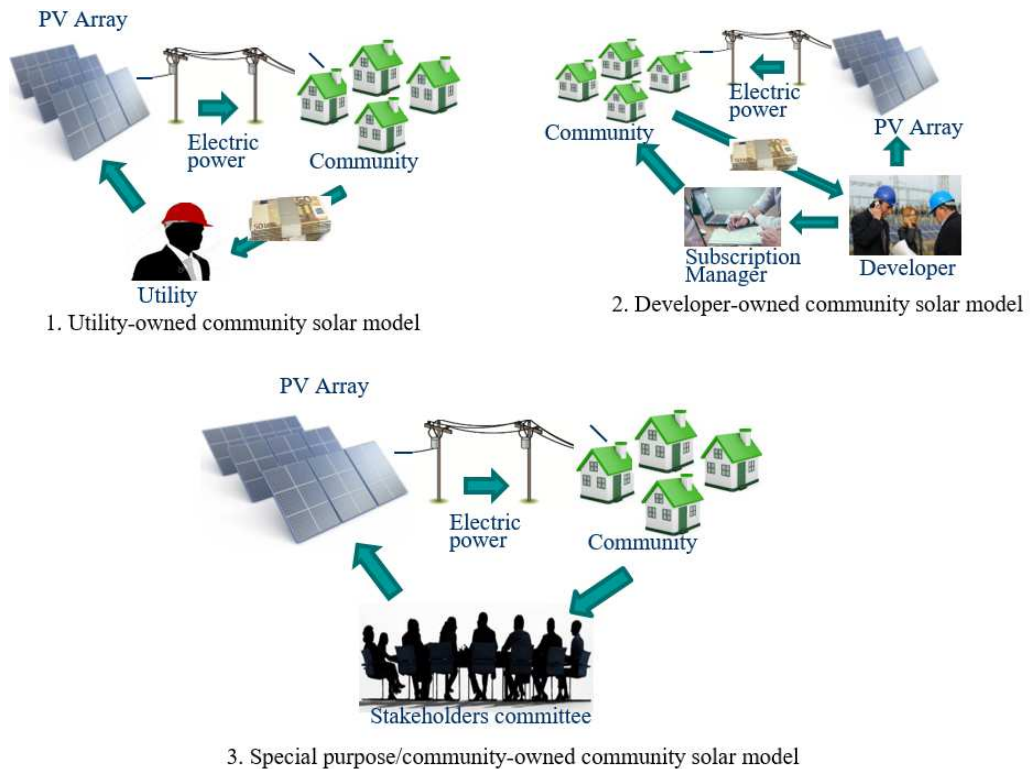 PV Array
Electric
power
Community
Utility
1. Utility-owned community solar model
Community
Electric
power
PV Array
Subscription
Manager
Developer
2. Developer-owned community solar model
PV Array
Electric
power
Community
Stakeholders committee
3. Special purpose/community-owned community solar model